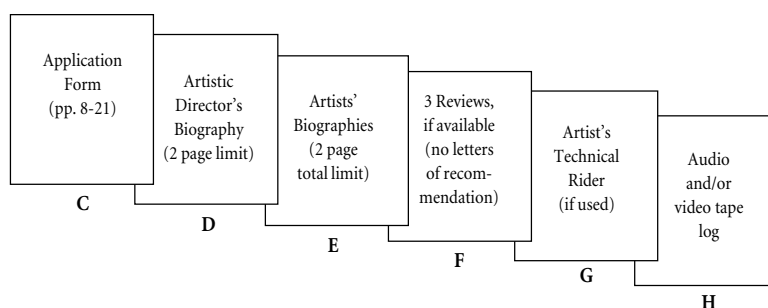 Application
Form
(pp. 8-21)
C
Artistic
Director’s
Biography
(2 page limit)
D
Artists’
Biographies
(2 page
total limit)
E
3 Reviews,
if available
(no letters
of recom-
mendation)
F
Artist’s
Technical
Rider
(if used)
G
Audio
and/or
video tape
log
H